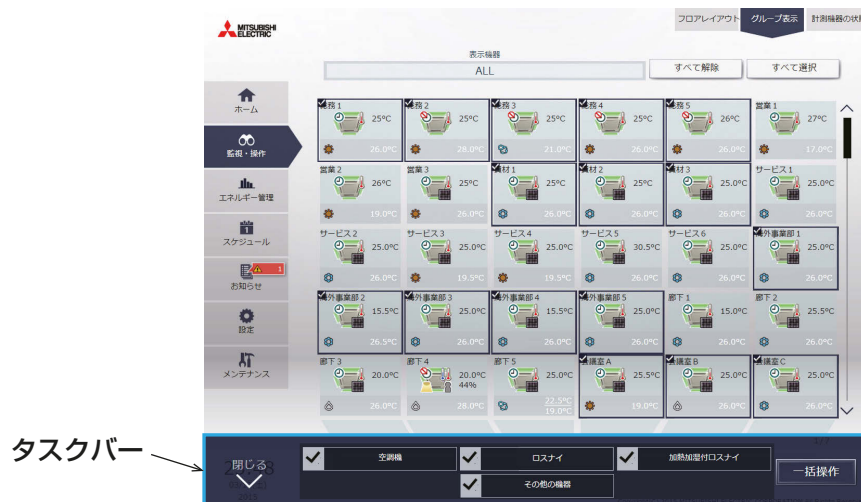 MITSUBISHI
ELECTRIC
フロアレイアウト グループ表示 計測機器の状
表示機器
ALL すべて解除 すべて選択
ホーム
監視・操作
エネルギー管理
スケジュール
1
お知らせ
1
設定
メンテナンス
総務 1 総務 2 総務 3 総務 4 総務 5 営業 1
25°C 25°C 25°C 25°C 26°C 27°C
26.0°C 28.0°C 21.0°C 26.0°C 26.0°C 17.0°C
営業 2 営業 3 資材 1 資材 2 資材 3 サービス 1
26°C 25°C 25°C 25°C 25.0°C 25.0°C
19.0°C 26.0°C 26.0°C 26.0°C 26.0°C 26.0°C
サービス 2 サービス 3 サービス 4 サービス 5 サービス 6 海外事業部 1
25.0°C 25.0°C 25.0°C 30.5°C 25.0°C 25.0°C
26.0°C 19.5°C 19.5°C 26.0°C 26.0°C 26.0°C
海外事業部 2 海外事業部 3 海外事業部 4 海外事業部 5 廊下 1 廊下 2
15.5°C 25.0°C 15.5°C 25.0°C 15.0°C 25.5°C
26.5°C 26.0°C 26.0°C 26.0°C 26.0°C 26.0°C
廊下 3 廊下 4 廊下 5 会議室 A 会議室 B 会議室 C
20.0°C 20.0°C 25.0°C 25.5°C 25.0°C 25.0°C
44%
26.0°C 28.0°C 22.5°C 19.0°C 26.0°C 26.0°C
19.0°C
1/7
タスクバー
閉じる
空調機 ロスナイ 加熱加湿付ロスナイ
その他の機器
一括操作